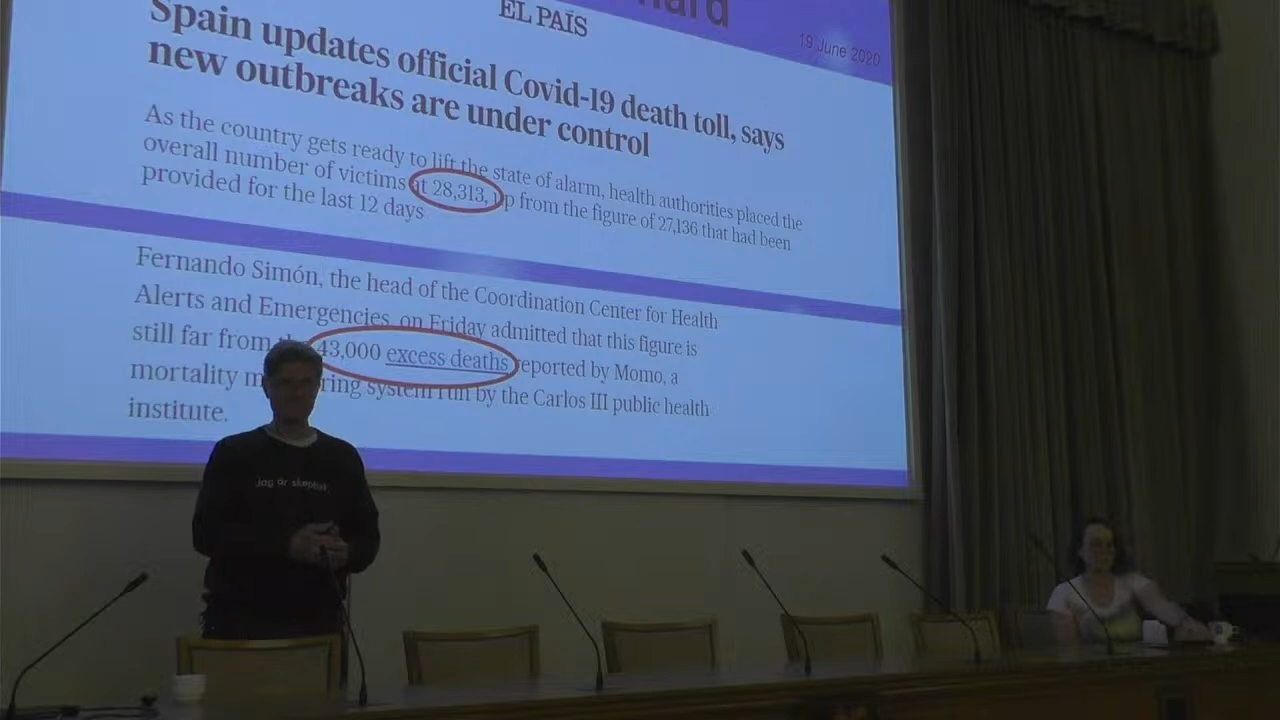 EL PAÍS
19 June 2020
Spain updates official Covid-19 death toll, says
new outbreaks are under control
As the country gets ready to lift the state of alarm, health authorities placed the
overall number of victims at 28,313, up from the figure of 27,136 that had been
provided for the last 12 days
Fernando Simón, the head of the Coordination Center for Health
Alerts and Emergencies, on Friday admitted that this figure is
still far from the 43,000 excess deaths reported by Momo, a
mortality run by the Carlos III public health
institute.
Jag är